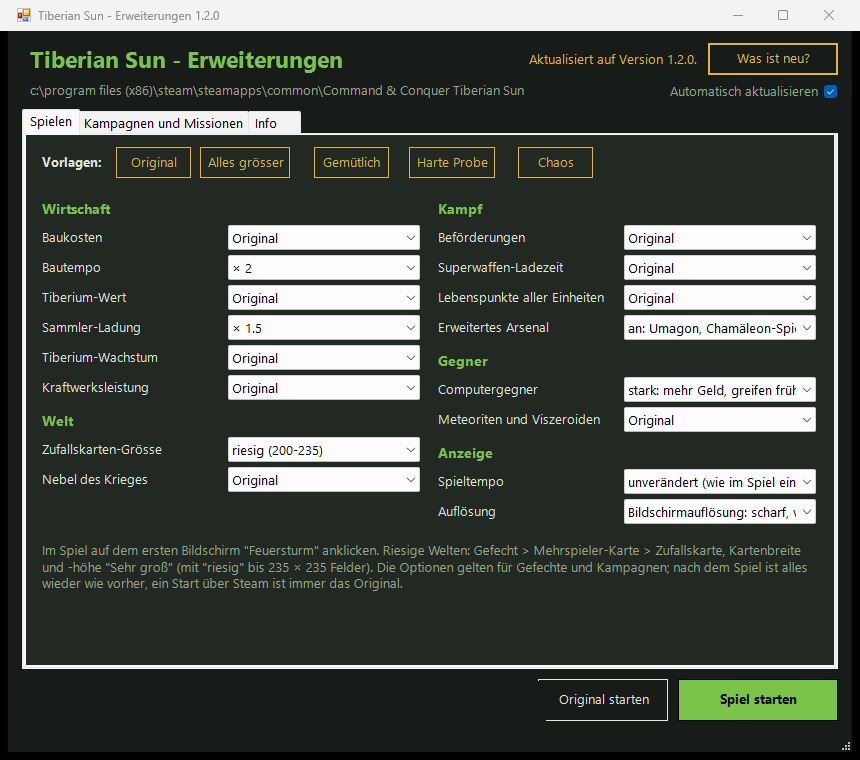 Tiberian Sun - Erweiterungen 1.2.0
Tiberian Sun - Erweiterungen
Aktualisiert auf Version 1.2.0.
Was ist neu?
c:\program files (x86)\steam\steamapps\common\Command & Conquer Tiberian Sun
Automatisch aktualisieren
Spielen
Kampagnen und Missionen
Info
Vorlagen:
Original
Alles grösser
Gemütlich
Harte Probe
Chaos
Wirtschaft
Baukosten
Original
Bautempo
× 2
Tiberium-Wert
Original
Sammler-Ladung
× 1.5
Tiberium-Wachstum
Original
Kraftwerksleistung
Original
Welt
Zufallskarten-Grösse
riesig (200-235)
Nebel des Krieges
Original
Kampf
Beförderungen
Original
Superwaffen-Ladezeit
Original
Lebenspunkte aller Einheiten
Original
Erweitertes Arsenal
an: Umagon, Chamäleon-Spi
Gegner
Computergegner
stark: mehr Geld, greifen früh
Meteoriten und Viszeroiden
Original
Anzeige
Spieltempo
unverändert (wie im Spiel ein
Auflösung
Bildschirmauflösung: scharf, v
Im Spiel auf dem ersten Bildschirm "Feuersturm" anklicken. Riesige Welten: Gefecht > Mehrspieler-Karte > Zufallskarte, Kartenbreite
und -höhe "Sehr groß" (mit "riesig" bis 235 × 235 Felder). Die Optionen gelten für Gefechte und Kampagnen; nach dem Spiel ist alles
wieder wie vorher, ein Start über Steam ist immer das Original.
Original starten
Spiel starten